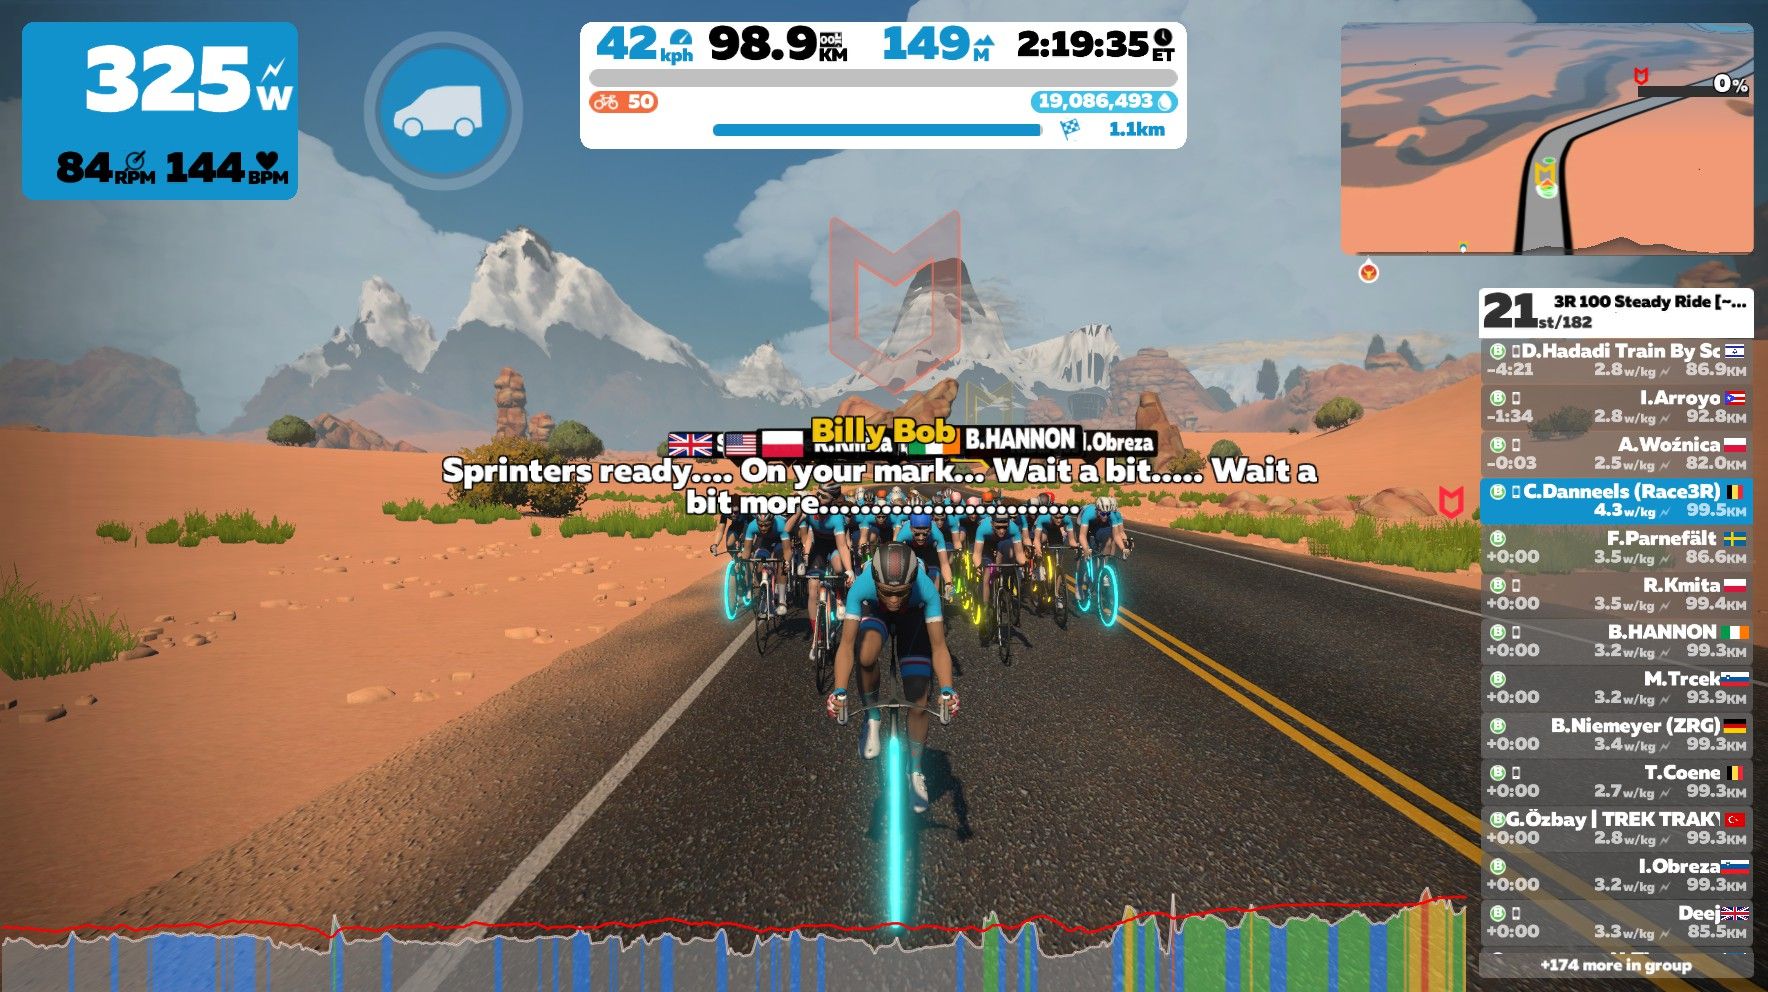 325w
84RPM 144BPM
42kph 98.9KM 149M 2:19:35ET
50 19,086,493
1.1km
0%
21st/182 3R 100 Steady Ride [~...
B D.Hadadi Train By Sc
-4:21 2.8w/kg 86.9KM
B I.Arroyo
-1:34 2.8w/kg 92.8KM
B A.Woźnica
-0:03 2.5w/kg 82.0KM
B C.Danneels (Race3R)
4.3w/kg 99.5KM
B F.Parnefält
+0:00 3.5w/kg 86.6KM
B R.Kmita
+0:00 3.5w/kg 99.4KM
B B.HANNON
+0:00 3.2w/kg 99.3KM
B M.Trcek
+0:00 3.2w/kg 93.9KM
B B.Niemeyer (ZRG)
+0:00 3.4w/kg 99.3KM
B T.Coene
+0:00 2.7w/kg 99.3KM
B G.Özbay | TREK TRAK
+0:00 2.8w/kg 99.3KM
B I.Obreza
+0:00 3.2w/kg 99.3KM
B Deej
+0:00 3.3w/kg 85.5KM
+174 more in group
Billy Bob
B.HANNON I.Obreza
Sprinters ready.... On your mark... Wait a bit..... Wait a
bit more.........................